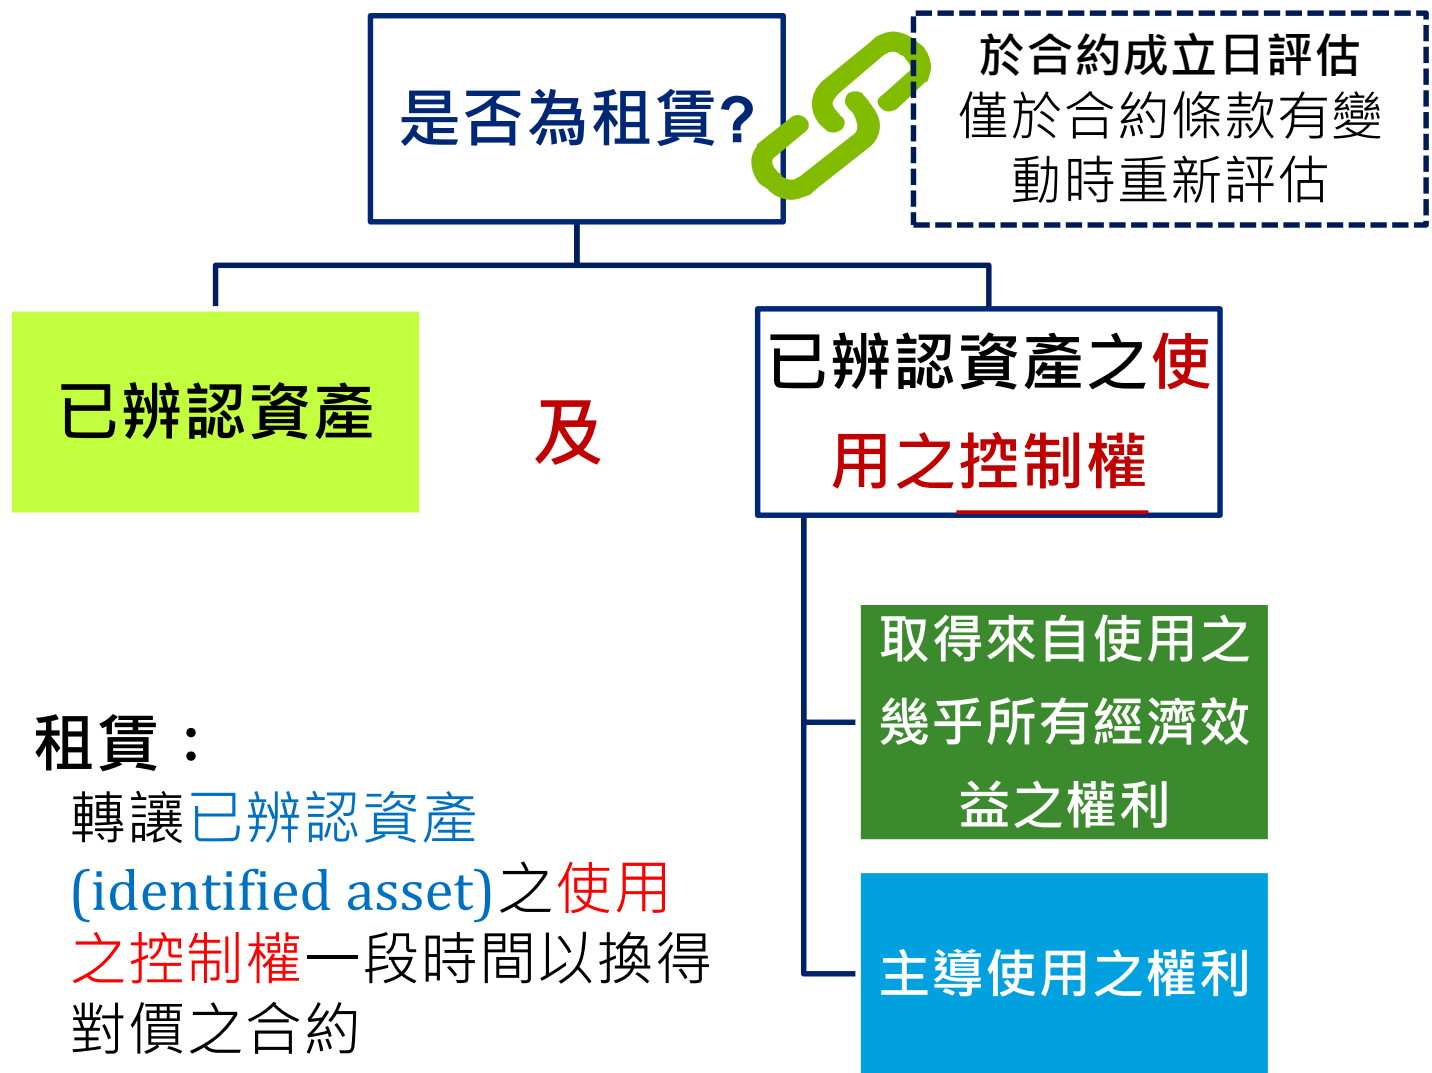 是否為租賃?
於合約成立日評估
僅於合約條款有變
動時重新評估
已辨認資產
及
已辨認資產之使
用之控制權
取得來自使用之
幾乎所有經濟效
益之權利
主導使用之權利
租賃：
轉讓已辨認資產
(identified asset)之使用
之控制權一段時間以換得
對價之合約